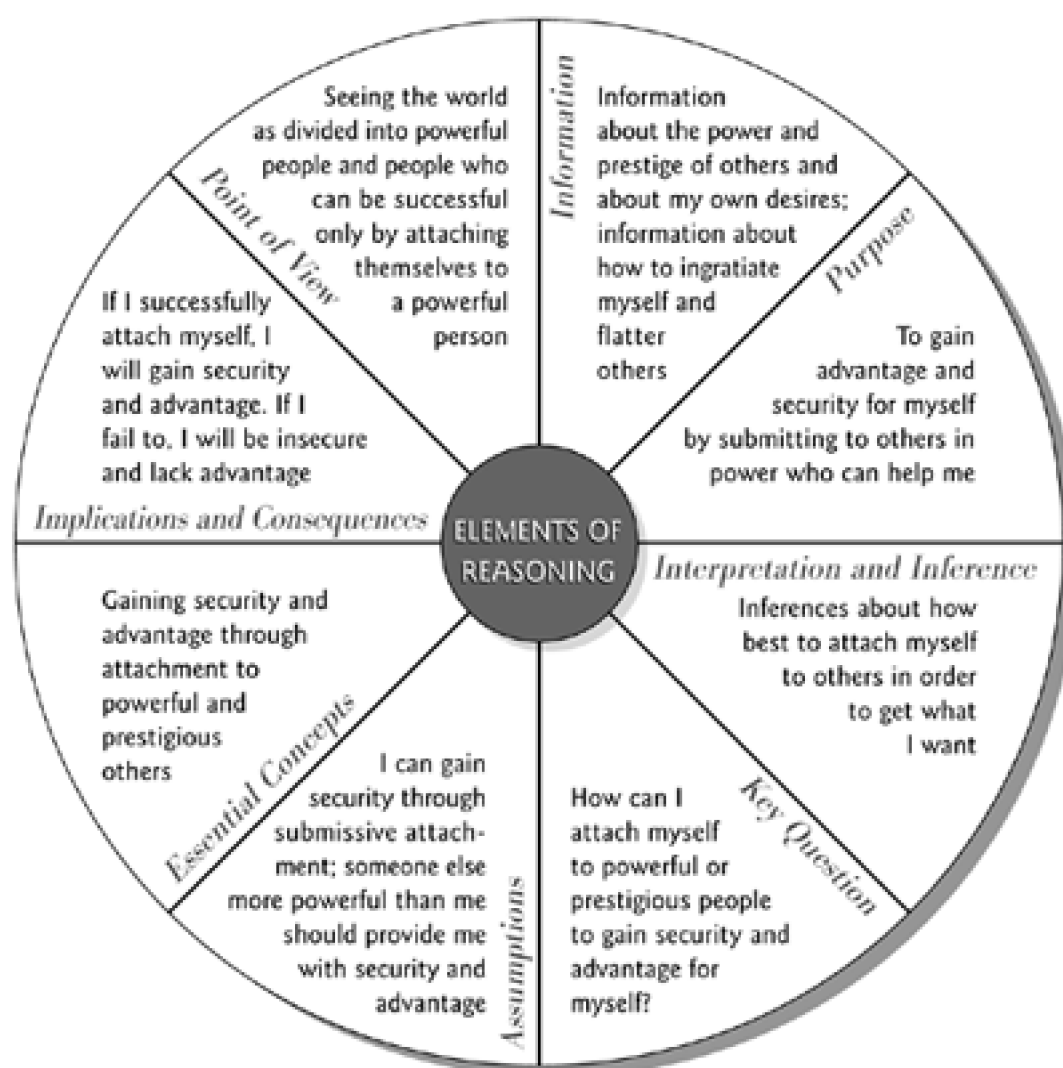 Information
Information
about the power and
prestige of others and
about my own desires;
information about
how to ingratiate
myself and
flatter
others
Purpose
To gain
advantage and
security for myself
by submitting to others in
power who can help me
Interpretation and Inference
Inferences about how
best to attach myself
to others in order
to get what
I want
Key Question
How can I
attach myself
to powerful or
prestigious people
to gain security and
advantage for
myself?
Assumptions
I can gain
security through
submissive attach-
ment; someone else
more powerful than me
should provide me
with security and
advantage
Essential Concepts
Gaining security and
advantage through
attachment to
powerful and
prestigious
others
Implications and Consequences
If I successfully
attach myself, I
will gain security
and advantage. If I
fail to, I will be insecure
and lack advantage
Point of View
Seeing the world
as divided into powerful
people and people who
can be successful
only by attaching
themselves to
a powerful
person
ELEMENTS OF
REASONING